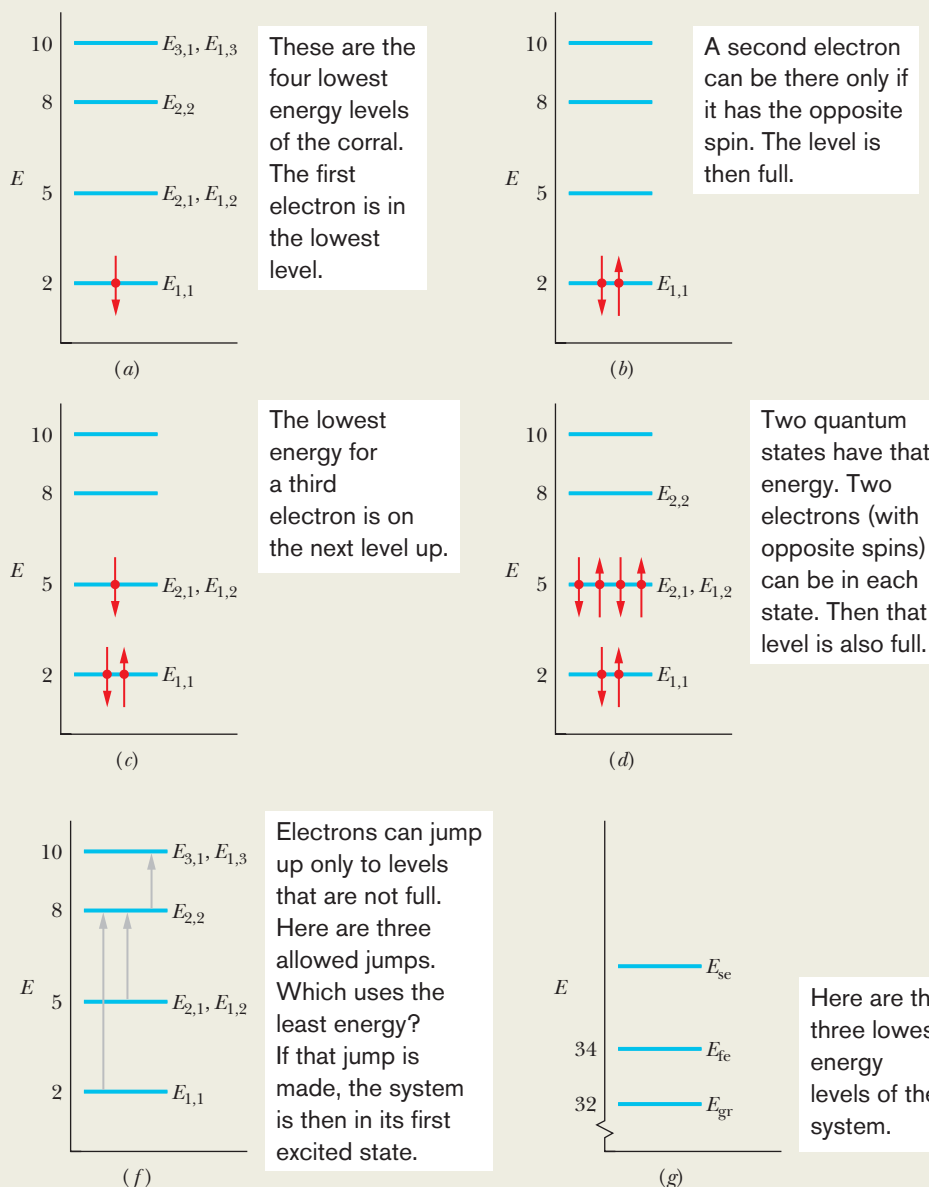 10
E3,1, E1,3
8
E2,2
E
5
E2,1, E1,2
2
E1,1
(a)
These are the
four lowest
energy levels
of the corral.
The first
electron is in
the lowest
level.
10
8
E
5
2
E1,1
(b)
A second electron
can be there only if
it has the opposite
spin. The level is
then full.
10
8
E
5
E2,1, E1,2
2
E1,1
(c)
The lowest
energy for
a third
electron is on
the next level up.
10
8
E2,2
E
5
E2,1, E1,2
2
E1,1
(d)
Two quantum
states have that
energy. Two
electrons (with
opposite spins)
can be in each
state. Then that
level is also full.
10
E3,1, E1,3
8
E2,2
E
5
E2,1, E1,2
2
E1,1
(f)
Electrons can jump
up only to levels
that are not full.
Here are three
allowed jumps.
Which uses the
least energy?
If that jump is
made, the system
is then in its first
excited state.
E
Ese
34
Efe
32
Egr
(g)
Here are th
three lowes
energy
levels of the
system.